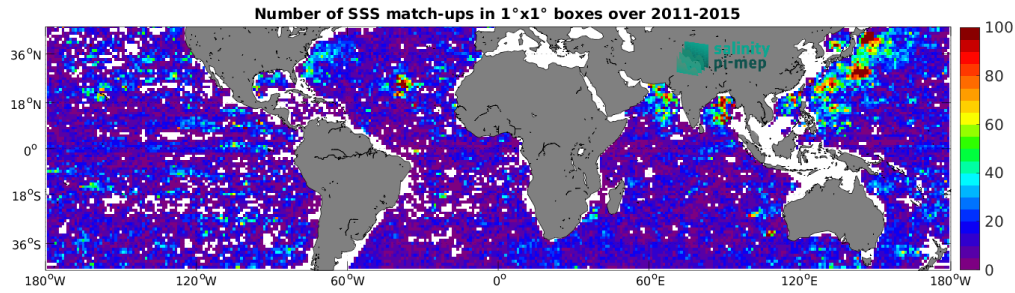 Number of SSS match-ups in 1°x1° boxes over 2011-2015
salinity
pi-mep
36°N
18°N
0°
18°S
36°S
180°W
120°W
60°W
0°
60°E
120°E
180°W
100
80
60
40
20
0